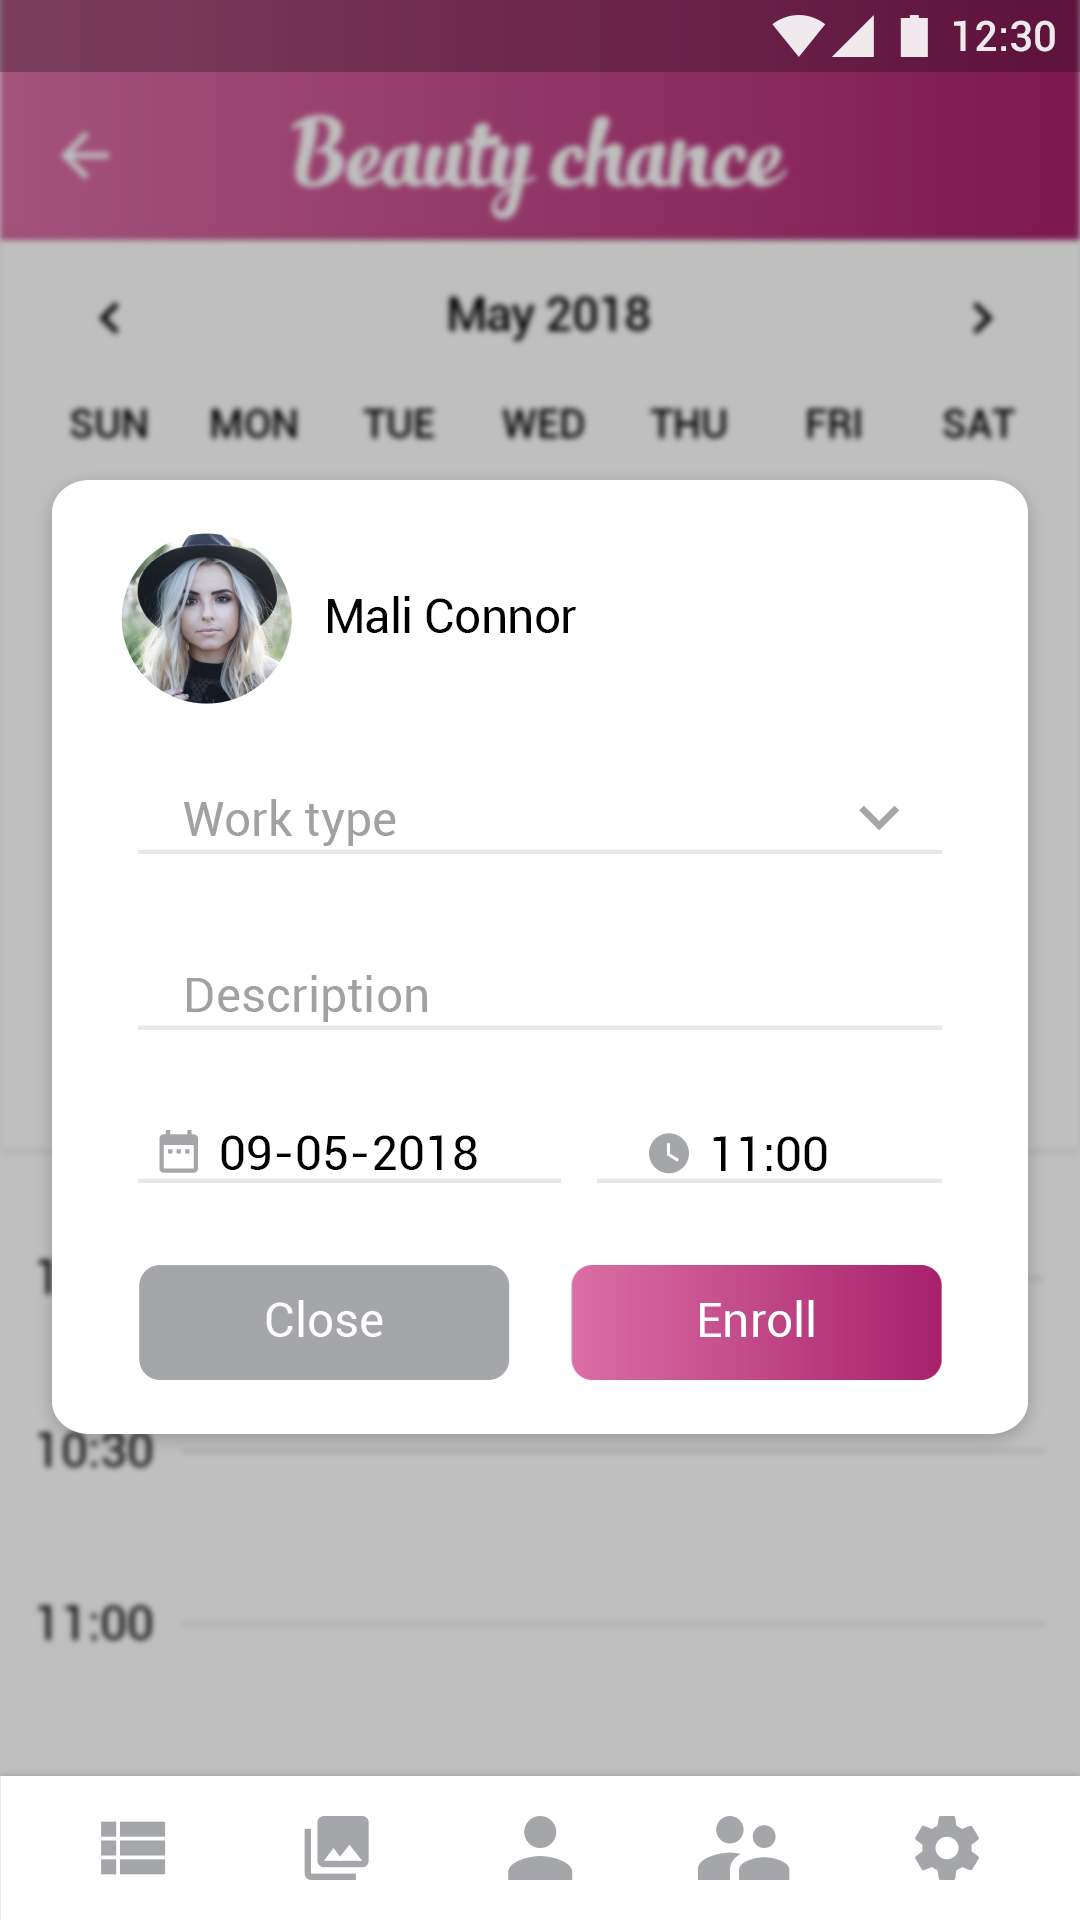 12:30
Beauty chance
May 2018
SUN MON TUE WED THU FRI SAT
Mali Connor
Work type
Description
09-05-2018 11:00
Close Enroll
10:30
11:00